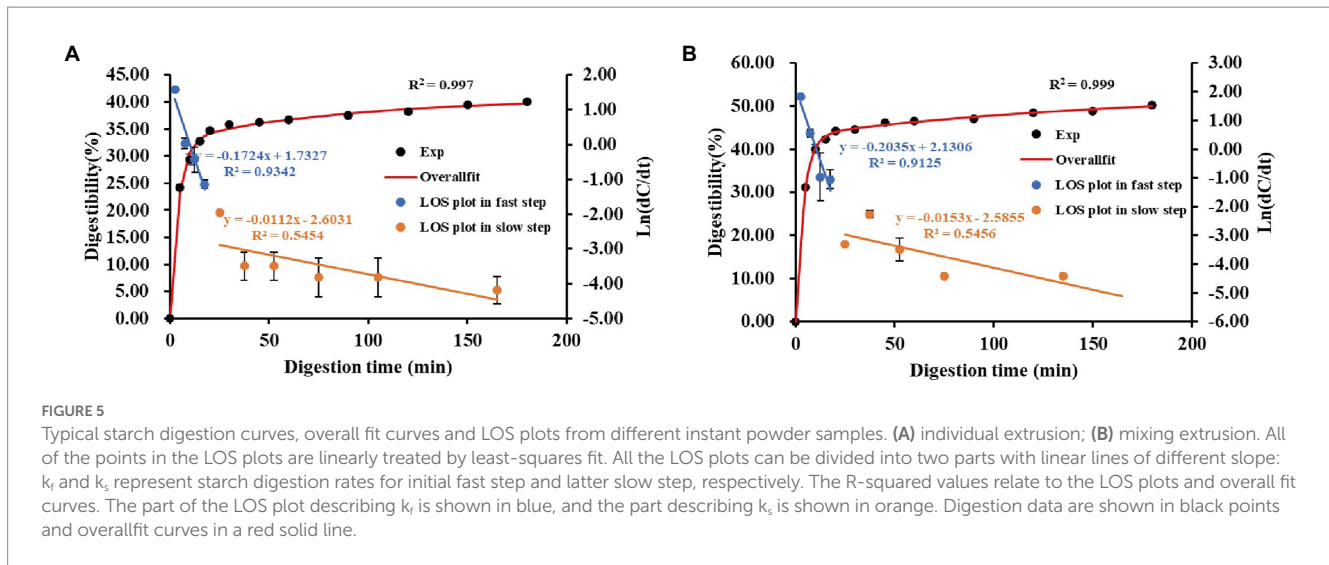 A
45.00
40.00
35.00
30.00
25.00
20.00
15.00
10.00
5.00
0.00
Digestibility(%)
0
50
100
150
200
Digestion time (min)
2.00
1.00
0.00
-1.00
-2.00
-3.00
-4.00
-5.00
Ln(dC/dt)
R² = 0.997
y = -0.1724x + 1.7327
R² = 0.9342
y = -0.0112x - 2.6031
R² = 0.5454
Exp
Overallfit
LOS plot in fast step
LOS plot in slow step
B
60.00
50.00
40.00
30.00
20.00
10.00
0.00
Digestibility(%)
0
50
100
150
200
Digestion time (min)
3.00
2.00
1.00
0.00
-1.00
-2.00
-3.00
-4.00
-5.00
-6.00
Ln(dC/dt)
R² = 0.999
y = -0.2035x + 2.1306
R² = 0.9125
y = -0.0153x - 2.5855
R² = 0.5456
Exp
Overallfit
LOS plot in fast step
LOS plot in slow step
FIGURE 5
Typical starch digestion curves, overall fit curves and LOS plots from different instant powder samples. (A) individual extrusion; (B) mixing extrusion. All
of the points in the LOS plots are linearly treated by least-squares fit. All the LOS plots can be divided into two parts with linear lines of different slope:
k_f and k_s represent starch digestion rates for initial fast step and latter slow step, respectively. The R-squared values relate to the LOS plots and overall fit
curves. The part of the LOS plot describing k_f is shown in blue, and the part describing k_s is shown in orange. Digestion data are shown in black points
and overallfit curves in a red solid line.